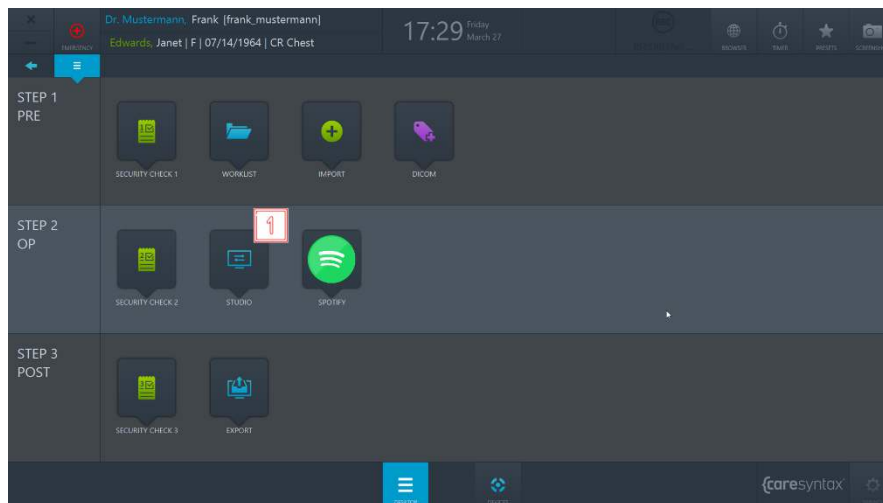 Dr. Mustermann, Frank [frank_mustermann]
Edwards, Janet | F | 07/14/1964 | CR Chest
17:29 Friday
March 27
EMERGENCY
BROWSER
TIMER
PRESETS
STEP 1
PRE
SECURITY CHECK 1
WORKLIST
IMPORT
DICOM
STEP 2
OP
1
SECURITY CHECK 2
STUDIO
SPOTIFY
STEP 3
POST
SECURITY CHECK 3
EXPORT
{caresyntax